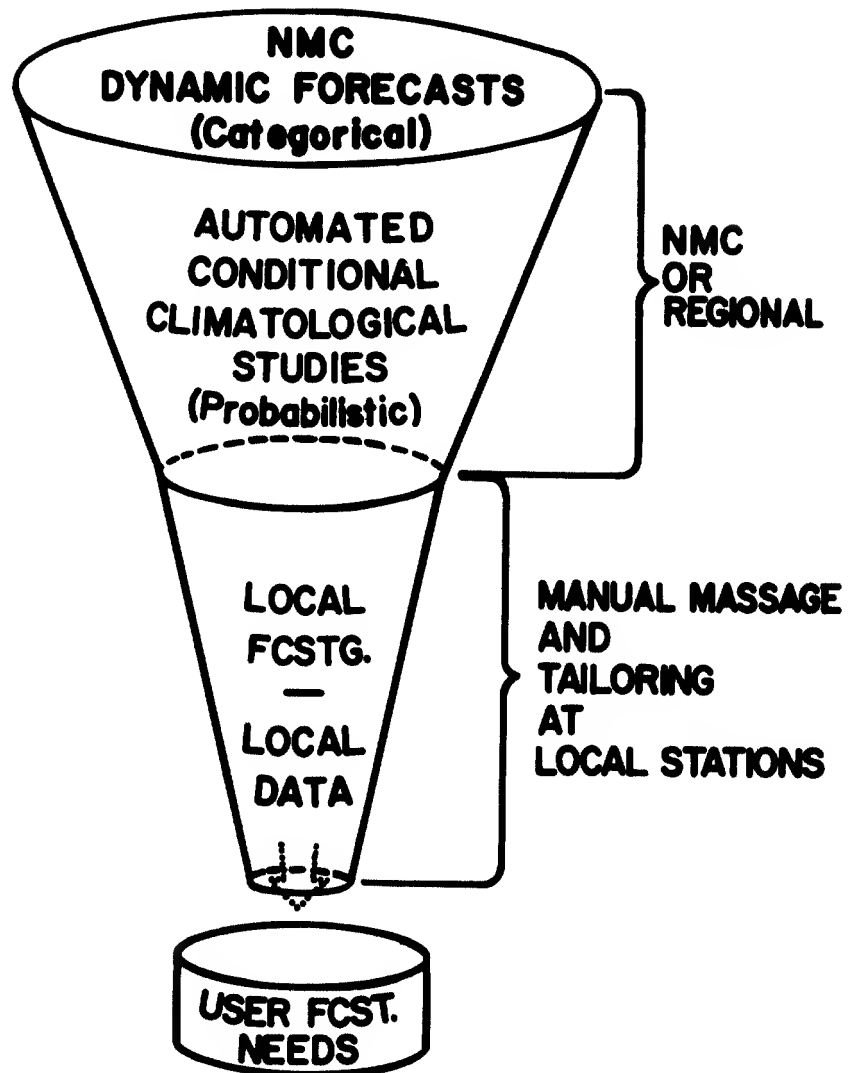 NMC
DYNAMIC FORECASTS
(Categorical)
AUTOMATED
CONDITIONAL
CLIMATOLOGICAL
STUDIES
(Probabilistic)
NMC
OR
REGIONAL
LOCAL
FCSTG.
—
LOCAL
DATA
MANUAL MASSAGE
AND
TAILORING
AT
LOCAL STATIONS
USER FCST.
NEEDS